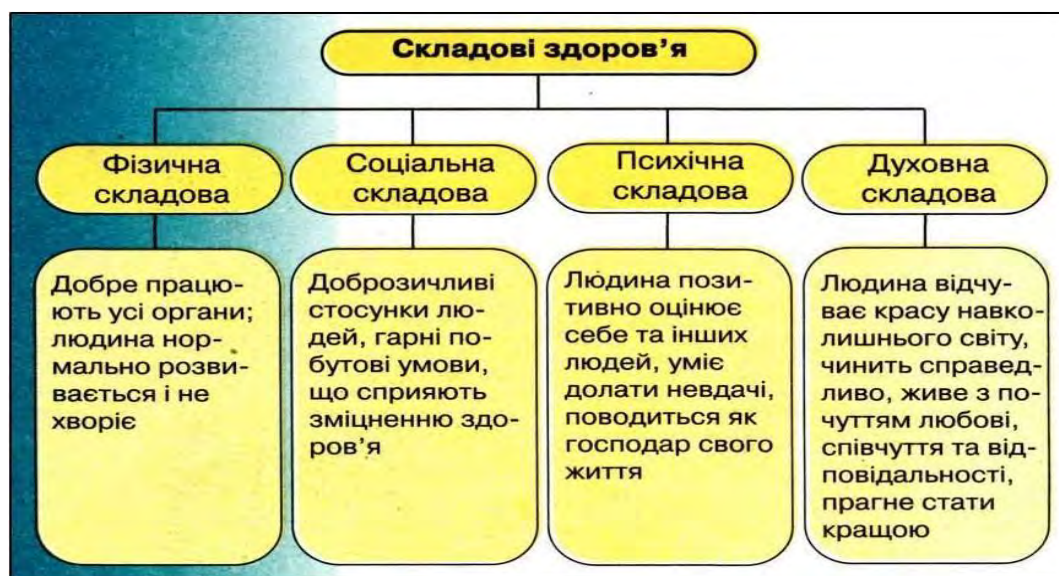 Складові здоров’я
Фізична
складова
Соціальна
складова
Психічна
складова
Духовна
складова
Добре працю-
ють усі органи;
людина нор-
мально розви-
вається і не
хворіє
Доброзичливі
стосунки лю-
дей, гарні по-
бутові умови,
що сприяють
зміцненню здо-
ров’я
Людина пози-
тивно оцінює
себе та інших
людей, уміє
долати невдачі,
поводиться як
господар свого
життя
Людина відчу-
ває красу навко-
лишнього світу,
чинить справед-
ливо, живе з по-
чуттям любові,
співчуття та від-
повідальності,
прагне стати
кращою